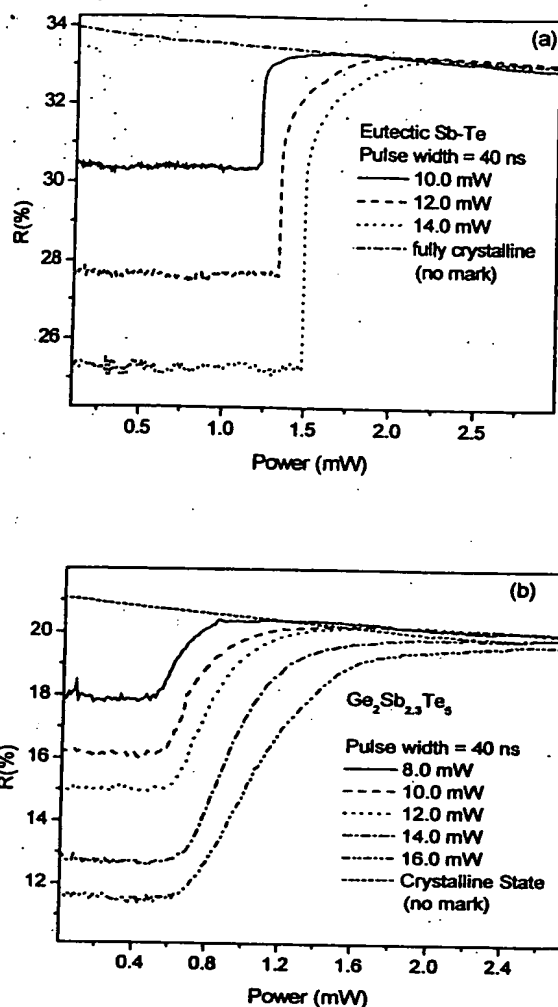 34
(a)
32
R(%)
30
28
26
Eutectic Sb-Te
Pulse width = 40 ns
10.0 mW
12.0 mW
14.0 mW
fully crystalline
(no mark)
0.5 1.0 1.5 2.0 2.5
Power (mW)
(b)
20
18
16
R(%)
13
12
Ge₂Sb₂.₃Te₅
Pulse width = 40 ns
8.0 mW
10.0 mW
12.0 mW
14.0 mW
16.0 mW
Crystalline State
(no mark)
0.4 0.8 1.2 1.6 2.0 2.4
Power (mW)